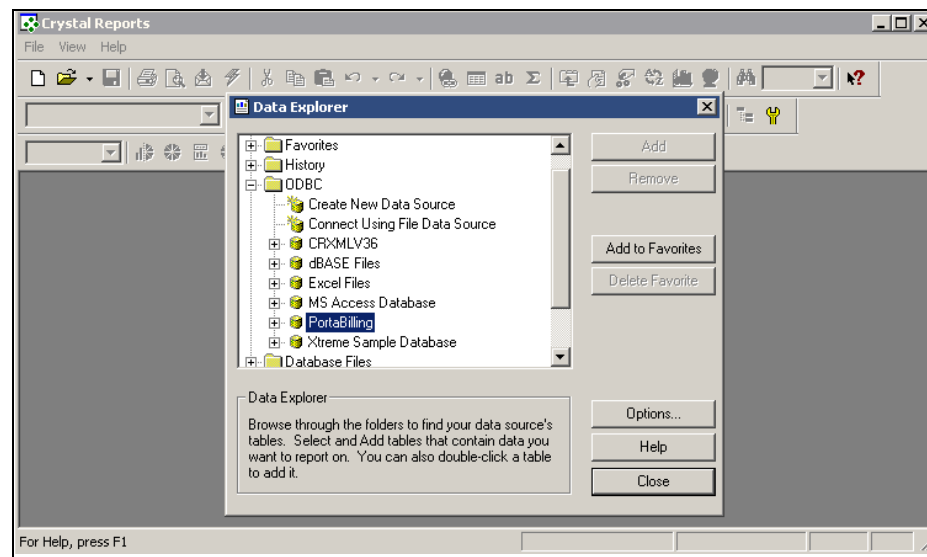 Crystal Reports
File View Help
ab Σ
Data Explorer
Favorites
History
ODBC
Create New Data Source
Connect Using File Data Source
CRXMLV36
dBASE Files
Excel Files
MS Access Database
PortaBilling
Xtreme Sample Database
Database Files
Add
Remove
Add to Favorites
Delete Favorite
Data Explorer
Browse through the folders to find your data source's
tables. Select and Add tables that contain data you
want to report on. You can also double-click a table
to add it.
Options...
Help
Close
For Help, press F1